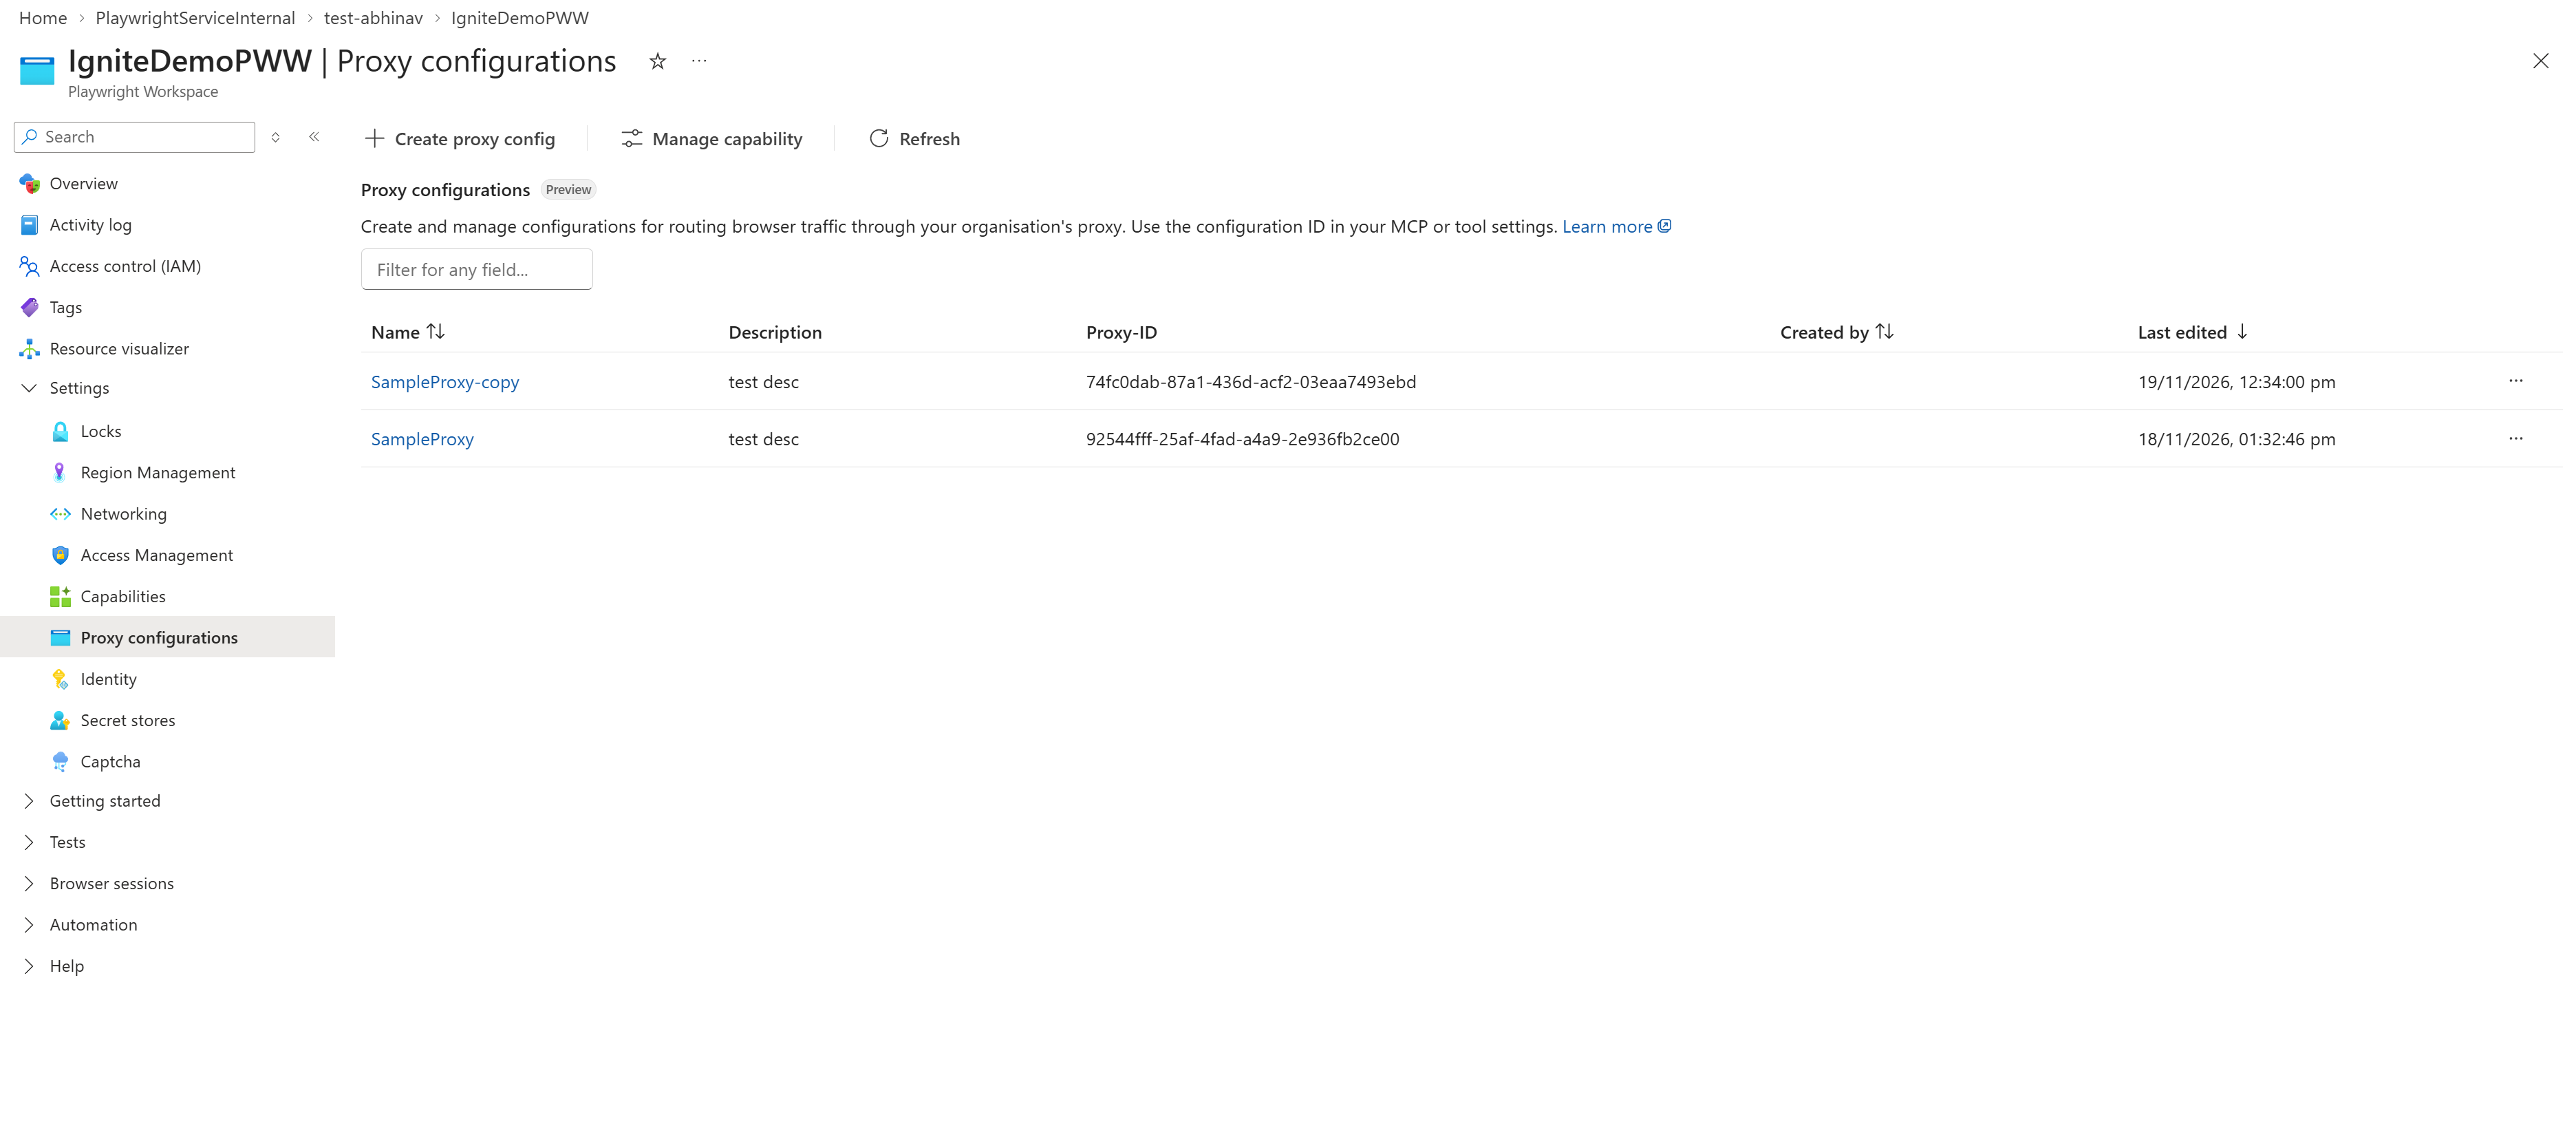 Home > PlaywrightServiceInternal > test-abhinav > IgniteDemoPWW
IgniteDemoPWW | Proxy configurations
Playwright Workspace
Search
Create proxy config
Manage capability
Refresh
Overview
Activity log
Access control (IAM)
Tags
Resource visualizer
Settings
Locks
Region Management
Networking
Access Management
Capabilities
Proxy configurations
Identity
Secret stores
Captcha
Getting started
Tests
Browser sessions
Automation
Help
Proxy configurations Preview
Create and manage configurations for routing browser traffic through your organisation's proxy. Use the configuration ID in your MCP or tool settings. Learn more
Filter for any field...
Name Description Proxy-ID Created by Last edited
SampleProxy-copy test desc 74fc0dab-87a1-436d-acf2-03eaa7493ebd 19/11/2026, 12:34:00 pm
SampleProxy test desc 92544fff-25af-4fad-a4a9-2e936fb2ce00 18/11/2026, 01:32:46 pm